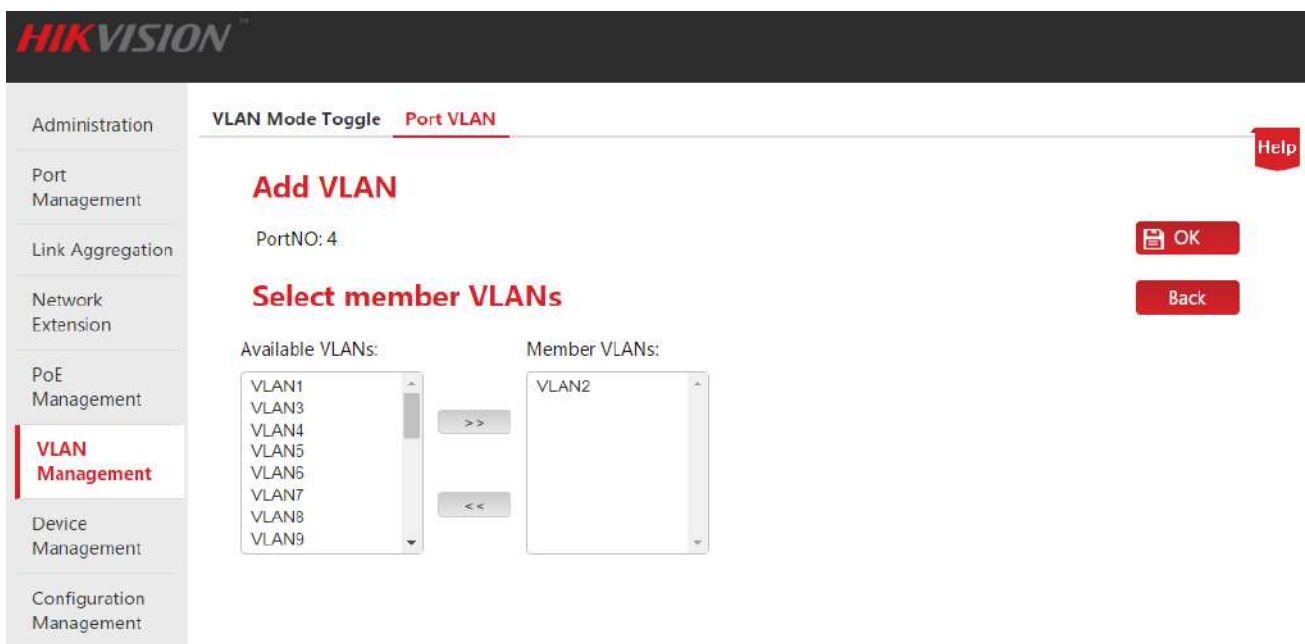 HIKVISION™
Administration
Port
Management
Link Aggregation
Network
Extension
PoE
Management
VLAN
Management
Device
Management
Configuration
Management
VLAN Mode Toggle Port VLAN
Help
Add VLAN
PortNO: 4
OK
Select member VLANs
Back
Available VLANs:
VLAN1
VLAN3
VLAN4
VLAN5
VLAN6
VLAN7
VLAN8
VLAN9
>>
<<
Member VLANs:
VLAN2